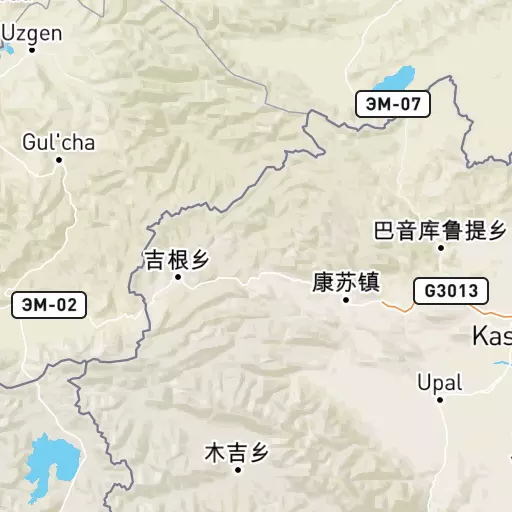 Uzgen
ЭМ-07
Gul'cha
巴音库鲁提乡
吉根乡
康苏镇
G3013
ЭМ-02
Kas
Upal
木吉乡